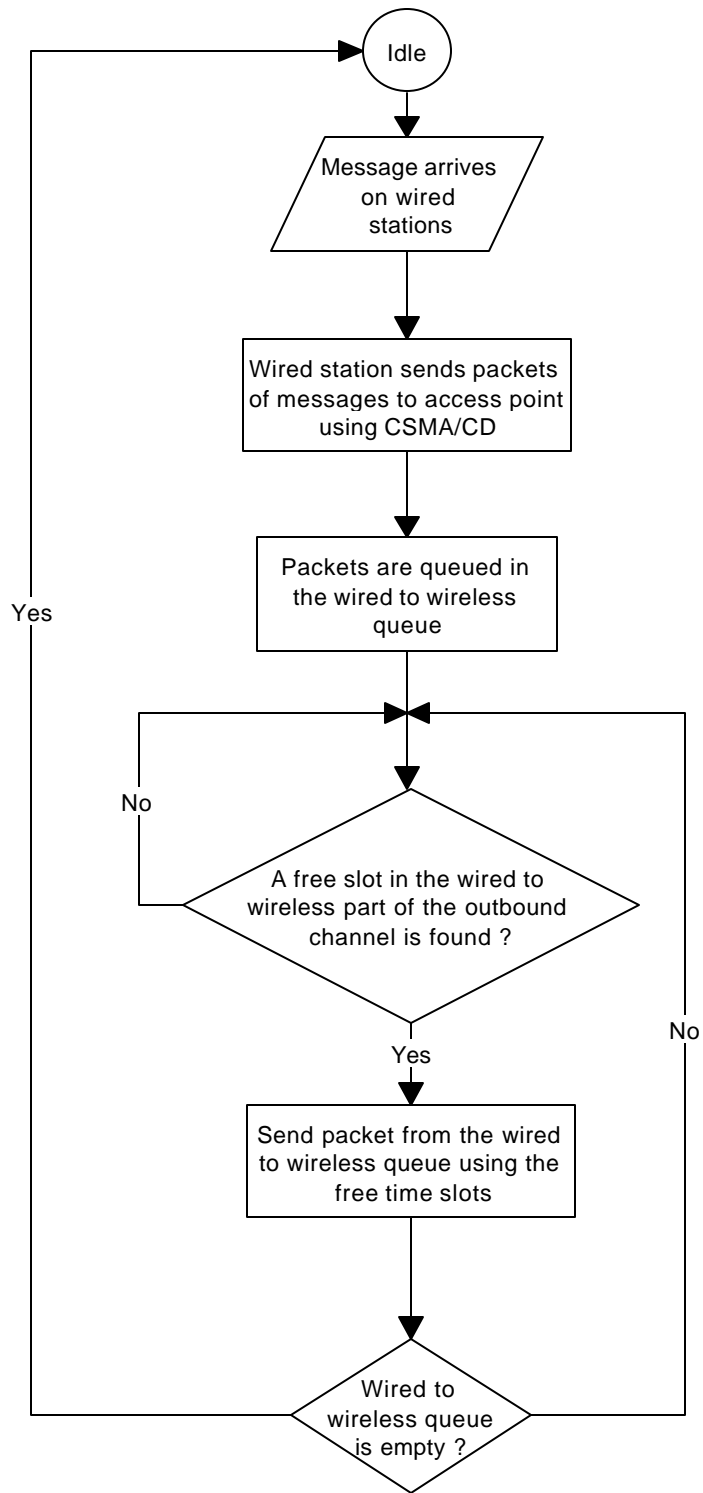 Idle
Message arrives
on wired
stations
Wired station sends packets
of messages to access point
using CSMA/CD
Packets are queued in
the wired to wireless
queue
Yes
No
A free slot in the wired to
wireless part of the outbound
channel is found ?
No
Yes
Send packet from the wired
to wireless queue using the
free time slots
Wired to
wireless queue
is empty ?